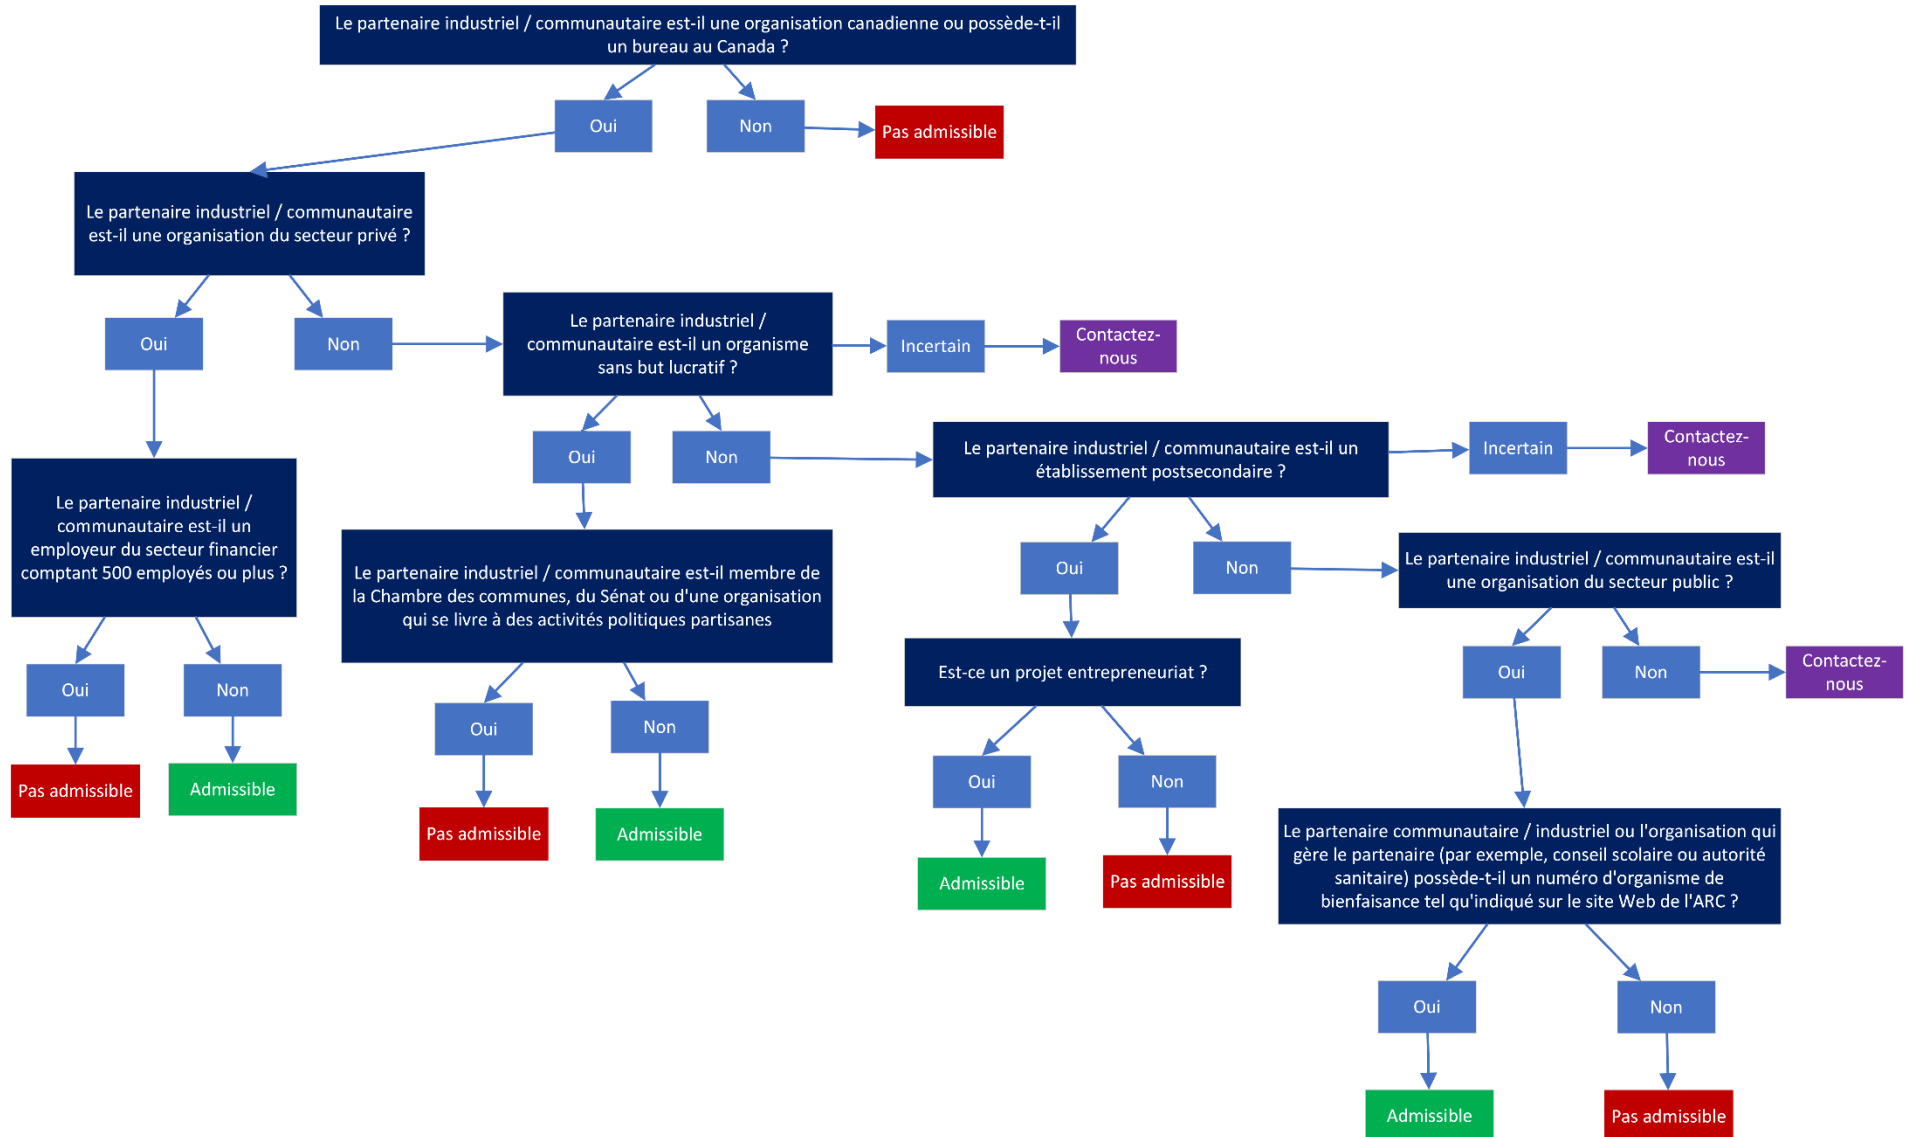 Le partenaire industriel / communautaire est-il une organisation canadienne ou possède-t-il
un bureau au Canada ?
Oui
Non
Pas admissible
Le partenaire industriel / communautaire
est-il une organisation du secteur privé ?
Oui
Non
Le partenaire industriel /
communautaire est-il un organisme
sans but lucratif ?
Incertain
Contactez-
nous
Oui
Non
Le partenaire industriel / communautaire est-il un
établissement postsecondaire ?
Incertain
Contactez-
nous
Le partenaire industriel /
communautaire est-il un
employeur du secteur financier
comptant 500 employés ou plus ?
Le partenaire industriel / communautaire est-il membre de
la Chambre des communes, du Sénat ou d'une organisation
qui se livre à des activités politiques partisanes
Oui
Non
Le partenaire industriel / communautaire est-il
une organisation du secteur public ?
Oui
Non
Contactez-
nous
Est-ce un projet entrepreneuriat ?
Oui
Non
Oui
Non
Pas admissible
Admissible
Oui
Non
Pas admissible
Admissible
Admissible
Pas admissible
Le partenaire communautaire / industriel ou l'organisation qui
gère le partenaire (par exemple, conseil scolaire ou autorité
sanitaire) possède-t-il un numéro d'organisme de
bienfaisance tel qu'indiqué sur le site Web de l'ARC ?
Oui
Non
Admissible
Pas admissible